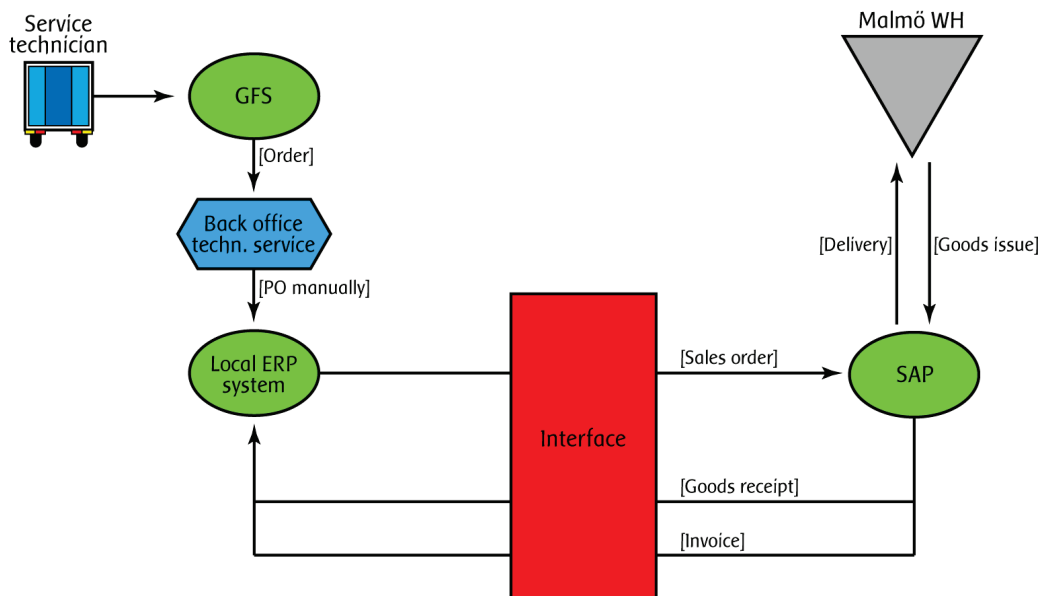 Service
technician
GFS
Malmö WH
[Order]
Back office
techn. service
[Delivery]
[Goods issue]
[PO manually]
Local ERP
system
[Sales order]
SAP
Interface
[Goods receipt]
[Invoice]